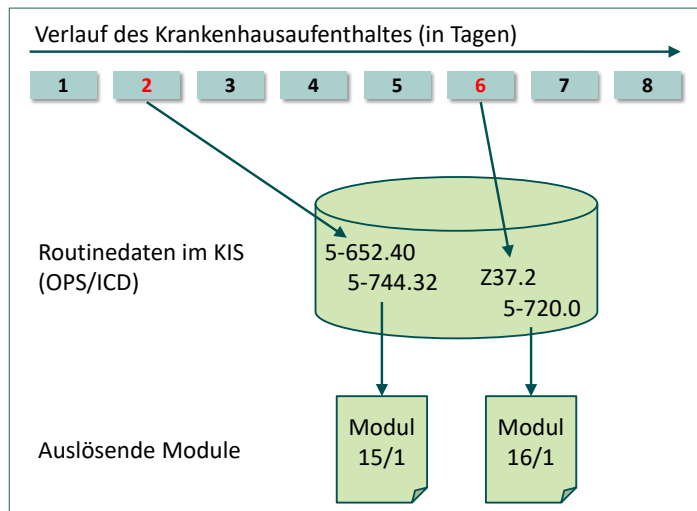 Verlauf des Krankenhausaufenthaltes (in Tagen)
1 2 3 4 5 6 7 8
Routinedaten im KIS
(OPS/ICD)
5-652.40
5-744.32
Z37.2
5-720.0
Auslösende Module
Modul
15/1
Modul
16/1